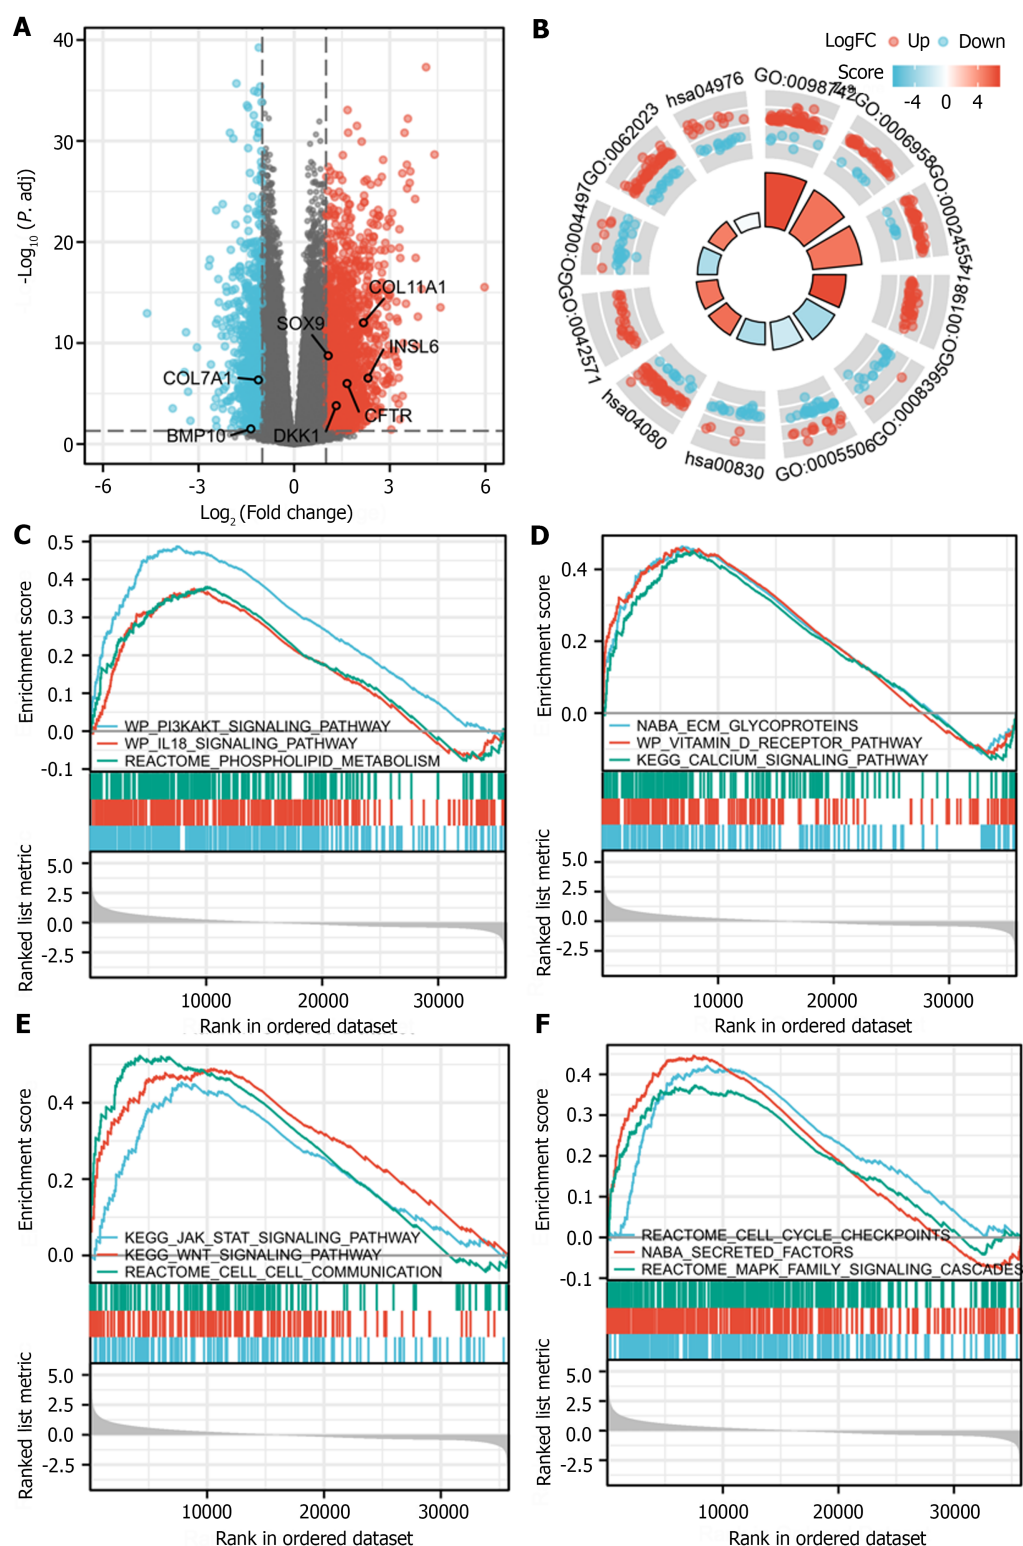 A
40
30
20
10
0
-Log10 (P. adj)
COL11A1
SOX9
INSL6
COL7A1
CFTR
BMP10
DKK1
-6
-3
0
3
6
Log2 (Fold change)
B
LogFC
Up
Down
Score
-4
0
4
hsa04976
GO:0098742
GO:0006958
GO:0002455
GO:0019814
GO:0008395
GO:0005506
hsa00830
hsa04080
GO:0042571
GO:0004497
GO:0062023
C
Enrichment score
0.5
0.4
0.3
0.2
0.1
0.0
-0.1
WP_PI3KAKT_SIGNALING_PATHWAY
WP_IL18_SIGNALING_PATHWAY
REACTOME_PHOSPHOLIPID_METABOLISM
Ranked list metric
5.0
2.5
0.0
-2.5
10000
20000
30000
Rank in ordered dataset
D
Enrichment score
0.4
0.2
0.0
NABA_ECM_GLYCOPROTEINS
WP_VITAMIN_D_RECEPTOR_PATHWAY
KEGG_CALCIUM_SIGNALING_PATHWAY
Ranked list metric
5.0
2.5
0.0
-2.5
10000
20000
30000
Rank in ordered dataset
E
Enrichment score
0.4
0.2
0.0
KEGG_JAK_STAT_SIGNALING_PATHWAY
KEGG_WNT_SIGNALING_PATHWAY
REACTOME_CELL_CELL_COMMUNICATION
Ranked list metric
5.0
2.5
0.0
-2.5
10000
20000
30000
Rank in ordered dataset
F
Enrichment score
0.4
0.3
0.2
0.1
0.0
-0.1
REACTOME_CELL_CYCLE_CHECKPOINTS
NABA_SECRETED_FACTORS
REACTOME_MAPK_FAMILY_SIGNALING_CASCADES
Ranked list metric
5.0
2.5
0.0
-2.5
10000
20000
30000
Rank in ordered dataset